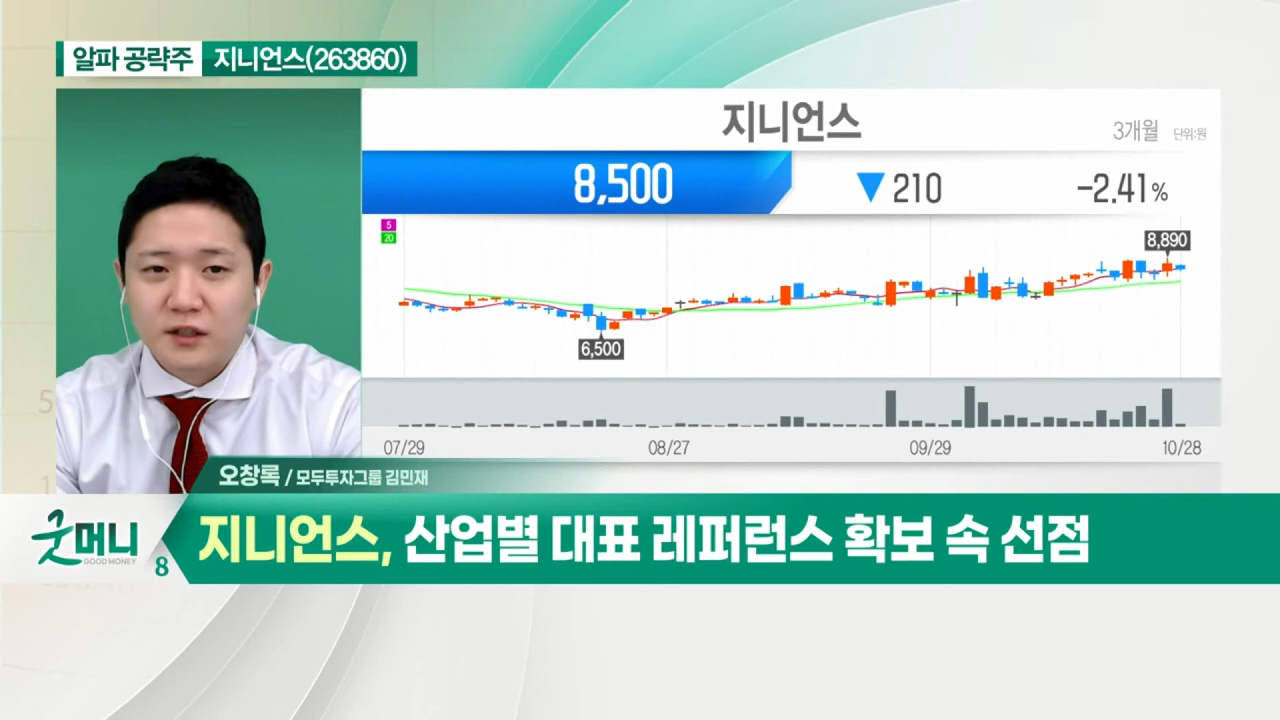 알파 공략주 지니언스(263860)
지니언스
3개월 단위:원
8,500 ▼210 -2.41%
5
20
8,890
6,500
07/29 08/27 09/29 10/28
오창록 / 모두투자그룹 김민재
굿머니
GOOD MONEY
8
지니언스, 산업별 대표 레퍼런스 확보 속 선점
5
1